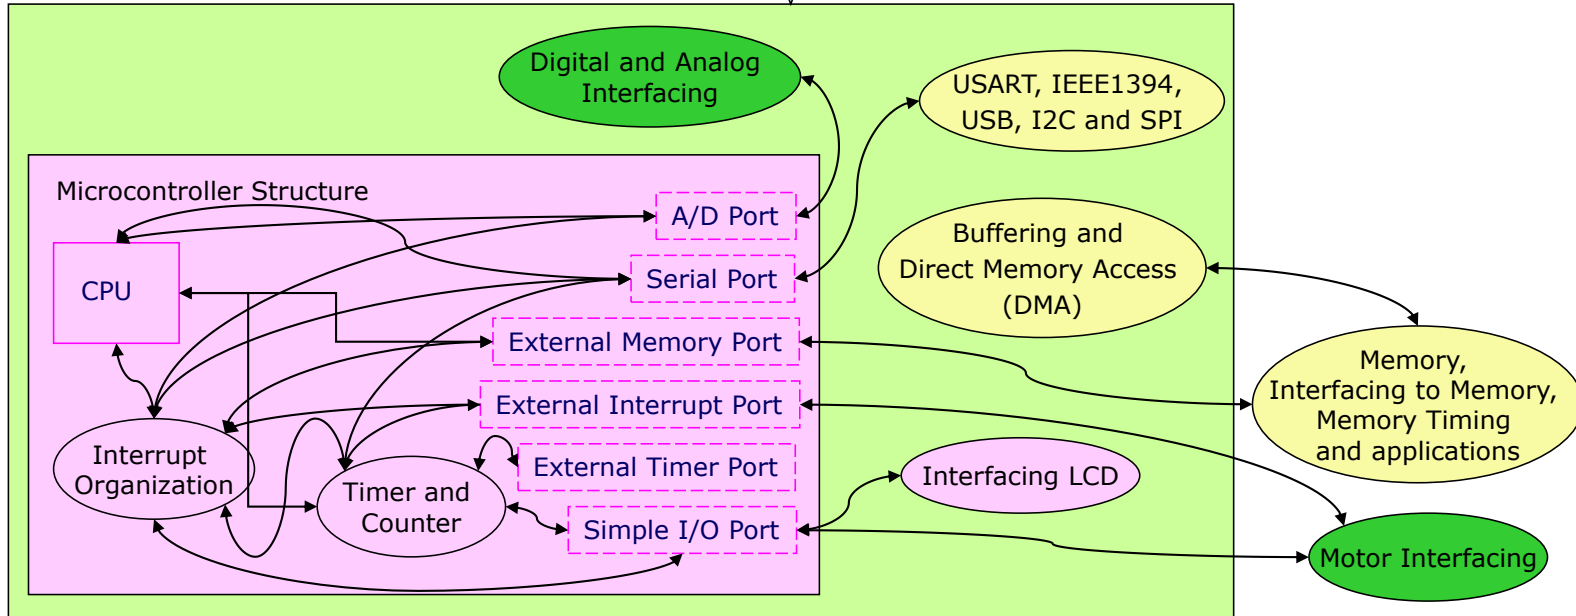 Digital and Analog
Interfacing
USART, IEEE1394,
USB, I2C and SPI
Microcontroller Structure
A/D Port
Buffering and
Direct Memory Access
(DMA)
CPU
Serial Port
External Memory Port
Memory,
Interfacing to Memory,
Memory Timing
and applications
External Interrupt Port
Interrupt
Organization
External Timer Port
Interfacing LCD
Timer and
Counter
Simple I/O Port
Motor Interfacing